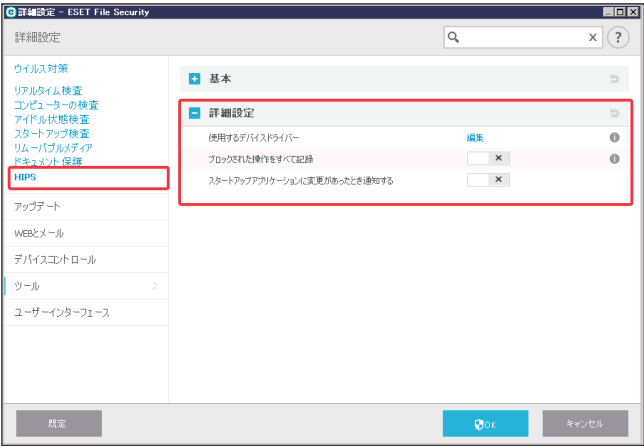 詳細設定 - ESET File Security
詳細設定
?
ウイルス対策
リアルタイム検査
コンピューターの検査
アイドル状態検査
スタートアップ検査
リムーバブルメディア
ドキュメント保護
HIPS
アップデート
WEBとメール
デバイスコントロール
ツール 2
ユーザーインターフェース
基本
詳細設定
使用するデバイスドライバー 編集
ブロックされた操作をすべて記録
スタートアップアプリケーションに変更があったとき通知する
既定
OK
キャンセル